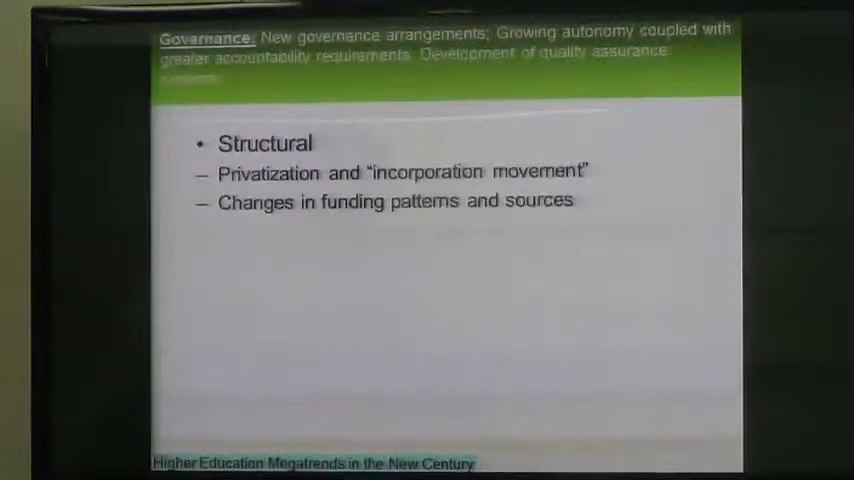 Governance: New governance arrangements; Growing autonomy coupled with
greater accountability requirements. Development of quality assurance
• Structural
– Privatization and “incorporation movement”
– Changes in funding patterns and sources
Higher Education Megatrends in the New Century